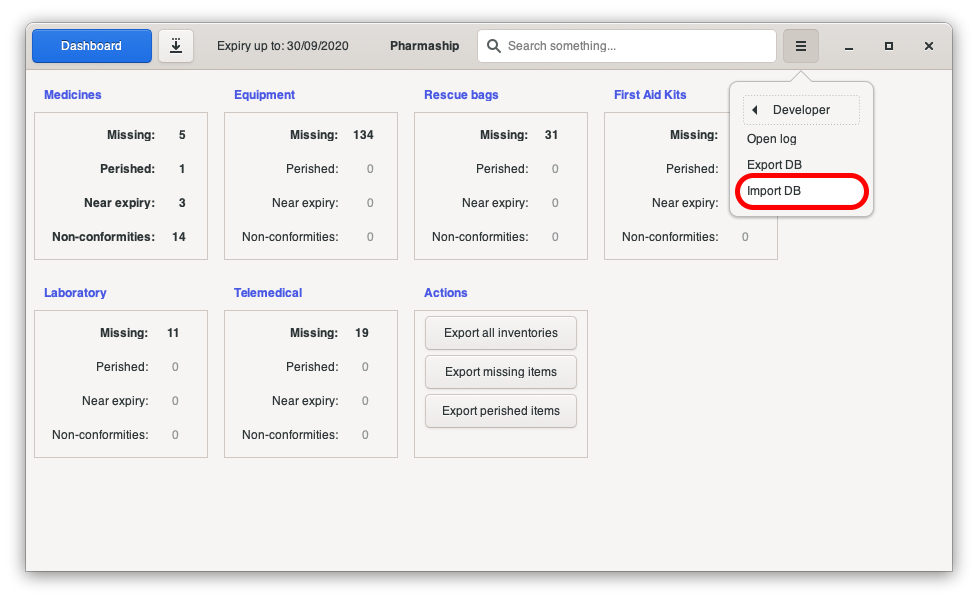 Dashboard
Expiry up to: 30/09/2020
Pharmaship
Search something...
Developer
Open log
Export DB
Import DB
Medicines
Missing: 5
Perished: 1
Near expiry: 3
Non-conformities: 14
Equipment
Missing: 134
Perished: 0
Near expiry: 0
Non-conformities: 0
Rescue bags
Missing: 31
Perished: 0
Near expiry: 0
Non-conformities: 0
First Aid Kits
Missing:
Perished:
Near expiry:
Non-conformities: 0
Laboratory
Missing: 11
Perished: 0
Near expiry: 0
Non-conformities: 0
Telemedical
Missing: 19
Perished: 0
Near expiry: 0
Non-conformities: 0
Actions
Export all inventories
Export missing items
Export perished items